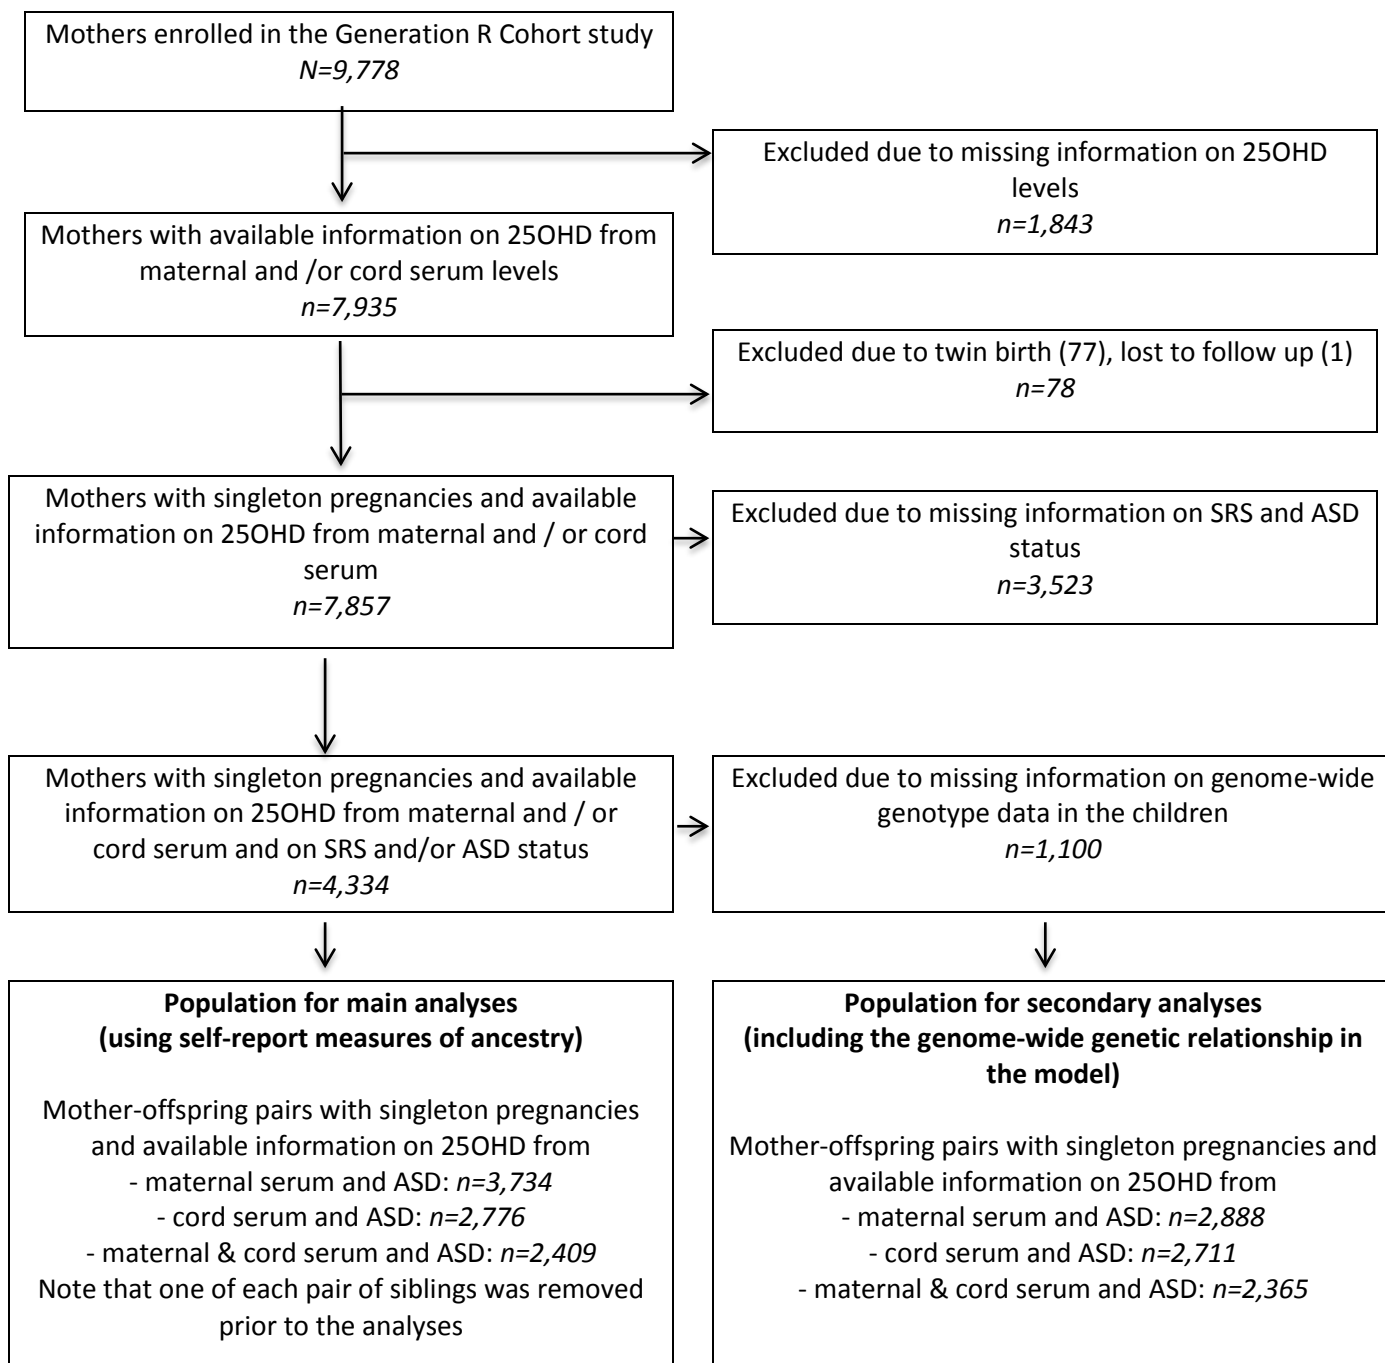 Mothers enrolled in the Generation R Cohort study
N=9,778
Excluded due to missing information on 25OHD
levels
n=1,843
Mothers with available information on 25OHD from
maternal and /or cord serum levels
n=7,935
Excluded due to twin birth (77), lost to follow up (1)
n=78
Mothers with singleton pregnancies and available
information on 25OHD from maternal and / or cord
serum
n=7,857
Excluded due to missing information on SRS and ASD
status
n=3,523
Mothers with singleton pregnancies and available
information on 25OHD from maternal and / or
cord serum and on SRS and/or ASD status
n=4,334
Excluded due to missing information on genome-wide
genotype data in the children
n=1,100
Population for main analyses
(using self-report measures of ancestry)
Mother-offspring pairs with singleton pregnancies
and available information on 25OHD from
- maternal serum and ASD: n=3,734
- cord serum and ASD: n=2,776
- maternal & cord serum and ASD: n=2,409
Note that one of each pair of siblings was removed
prior to the analyses
Population for secondary analyses
(including the genome-wide genetic relationship in
the model)
Mother-offspring pairs with singleton pregnancies and
available information on 25OHD from
- maternal serum and ASD: n=2,888
- cord serum and ASD: n=2,711
- maternal & cord serum and ASD: n=2,365